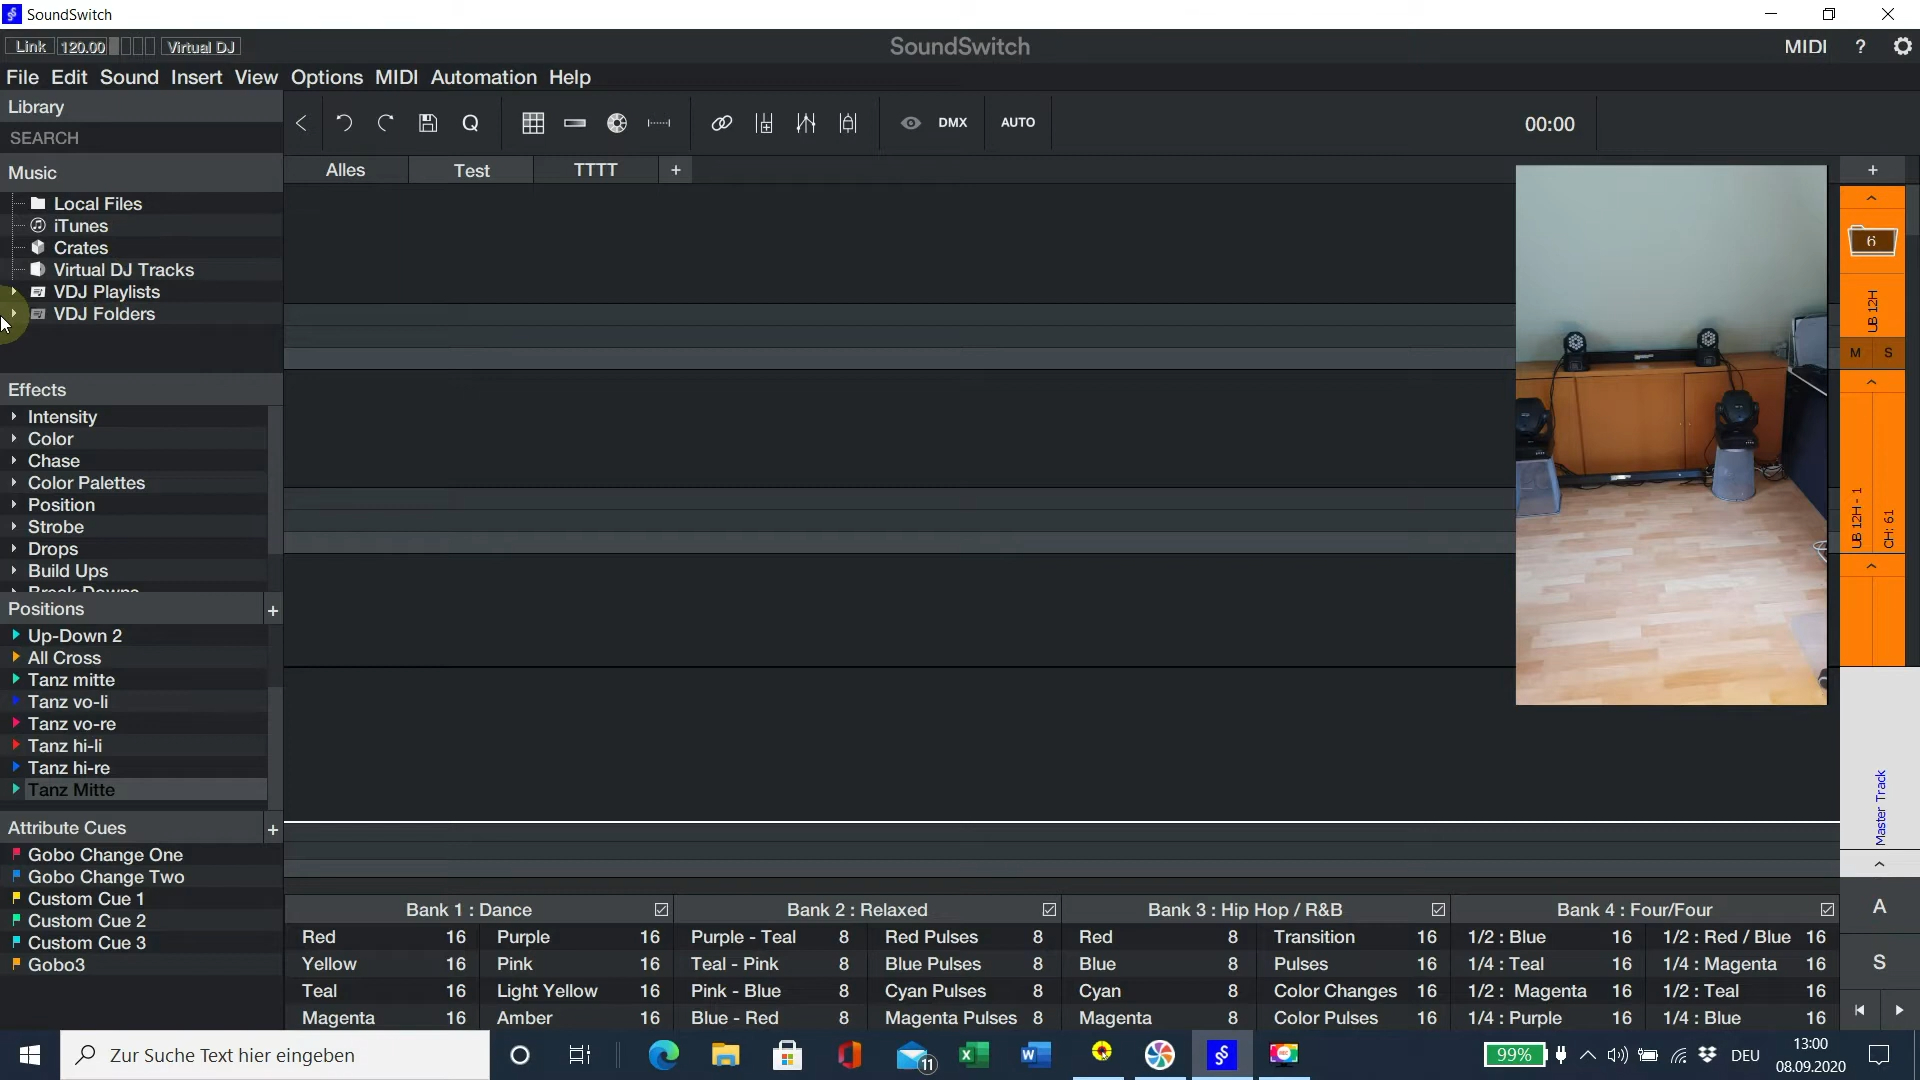 SoundSwitch
Link 120.00 Virtual DJ
SoundSwitch
MIDI ?
File Edit Sound Insert View Options MIDI Automation Help
Library
SEARCH
Q
DMX
AUTO
00:00
Music
Alles Test TTTT +
+
Local Files
iTunes
Crates
Virtual DJ Tracks
VDJ Playlists
VDJ Folders
6
UB 12H
M S
UB 12H - 1
CH: 61
Effects
Intensity
Color
Chase
Color Palettes
Position
Strobe
Drops
Build Ups
Break Downs
Positions +
Up-Down 2
All Cross
Tanz mitte
Tanz vo-li
Tanz vo-re
Tanz hi-li
Tanz hi-re
Tanz Mitte
Master Track
Attribute Cues +
Gobo Change One
Gobo Change Two
Custom Cue 1
Custom Cue 2
Custom Cue 3
Gobo3
A
S
Bank 1 : Dance Bank 2 : Relaxed Bank 3 : Hip Hop / R&B Bank 4 : Four/Four
Red 16 Purple 16 Purple - Teal 8 Red Pulses 8 Red 8 Transition 16 1/2 : Blue 16 1/2 : Red / Blue 16
Yellow 16 Pink 16 Teal - Pink 8 Blue Pulses 8 Blue 8 Pulses 16 1/4 : Teal 16 1/4 : Magenta 16
Teal 16 Light Yellow 16 Pink - Blue 8 Cyan Pulses 8 Cyan 8 Color Changes 16 1/2 : Magenta 16 1/2 : Teal 16
Magenta 16 Amber 16 Blue - Red 8 Magenta Pulses 8 Magenta 8 Color Pulses 16 1/4 : Purple 16 1/4 : Blue 16
Zur Suche Text hier eingeben
11
99%
DEU
13:00
08.09.2020